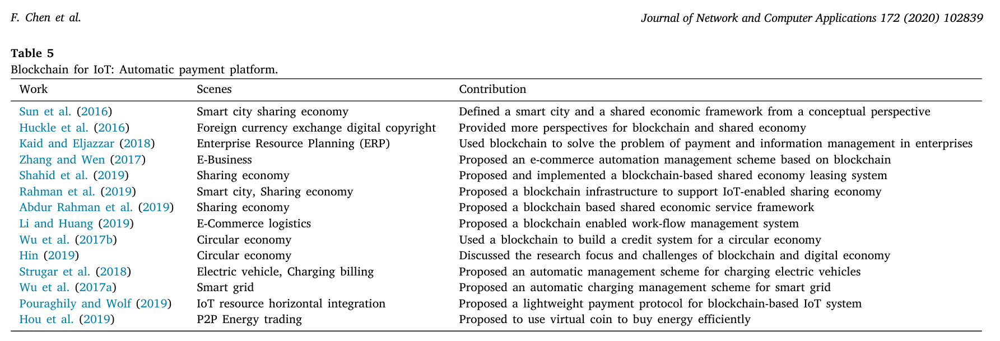 F. Chen et al. Journal of Network and Computer Applications 172 (2020) 102839
Table 5
Blockchain for IoT: Automatic payment platform.
Work Scenes Contribution
Sun et al. (2016) Smart city sharing economy Defined a smart city and a shared economic framework from a conceptual perspective
Huckle et al. (2016) Foreign currency exchange digital copyright Provided more perspectives for blockchain and shared economy
Kaid and Eljazzar (2018) Enterprise Resource Planning (ERP) Used blockchain to solve the problem of payment and information management in enterprises
Zhang and Wen (2017) E-Business Proposed an e-commerce automation management scheme based on blockchain
Shahid et al. (2019) Sharing economy Proposed and implemented a blockchain-based shared economy leasing system
Rahman et al. (2019) Smart city, Sharing economy Proposed a blockchain infrastructure to support IoT-enabled sharing economy
Abdur Rahman et al. (2019) Sharing economy Proposed a blockchain based shared economic service framework
Li and Huang (2019) E-Commerce logistics Proposed a blockchain enabled work-flow management system
Wu et al. (2017b) Circular economy Used a blockchain to build a credit system for a circular economy
Hin (2019) Circular economy Discussed the research focus and challenges of blockchain and digital economy
Strugar et al. (2018) Electric vehicle, Charging billing Proposed an automatic management scheme for charging electric vehicles
Wu et al. (2017a) Smart grid Proposed an automatic charging management scheme for smart grid
Pouraghily and Wolf (2019) IoT resource horizontal integration Proposed a lightweight payment protocol for blockchain-based IoT system
Hou et al. (2019) P2P Energy trading Proposed to use virtual coin to buy energy efficiently